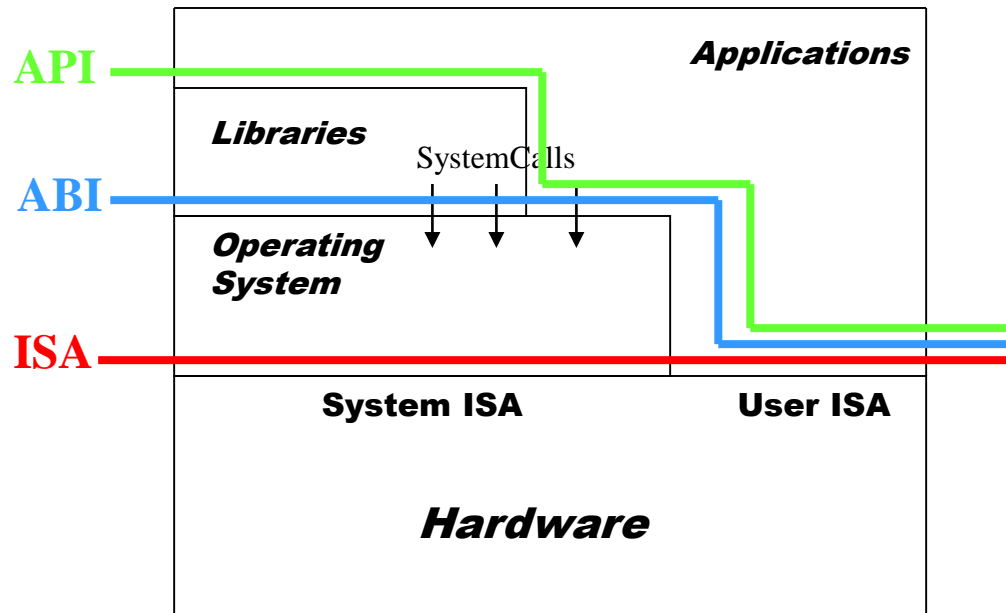 API
Applications
Libraries
SystemCalls
ABI
Operating
System
ISA
System ISA
User ISA
Hardware